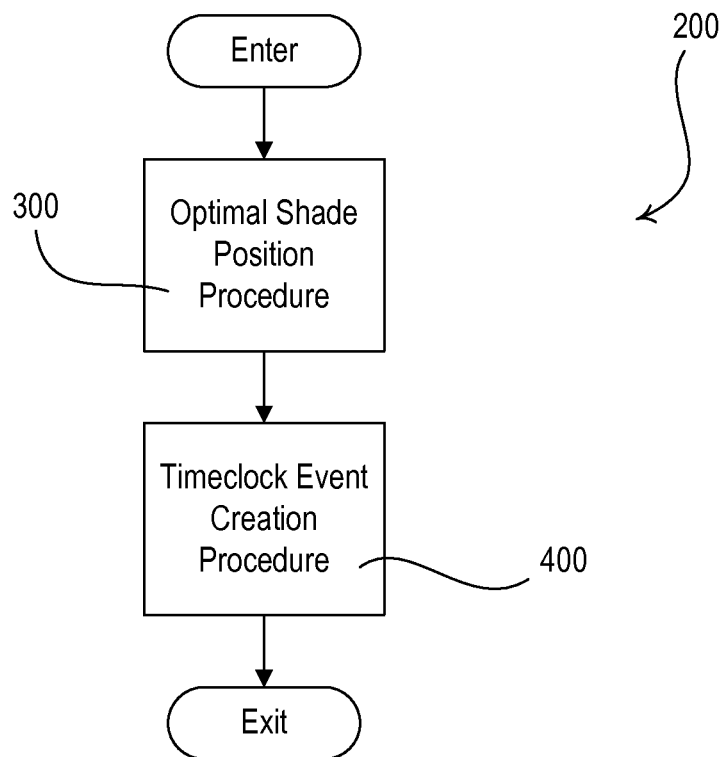 Enter
200
300
Optimal Shade
Position
Procedure
Timeclock Event
Creation
Procedure
400
Exit